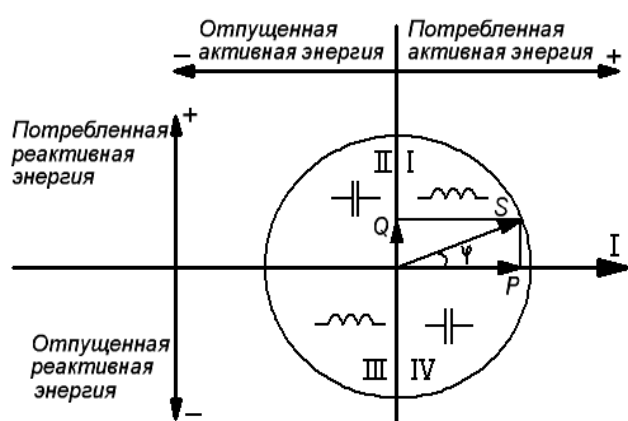 Отпущенная
активная энергия
Потребленная
активная энергия
− +
+
Потребленная
реактивная
энергия
II I
Q S
φ I
P
Отпущенная
реактивная
энергия
III IV
−